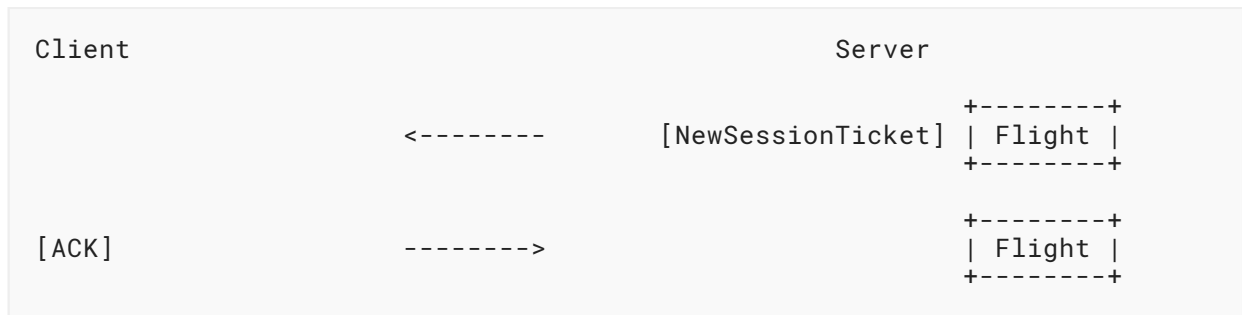 Client                                                Server

                                                              +--------+
                        <--------       [NewSessionTicket] | Flight |
                                                              +--------+

                                                              +--------+
[ACK]                   -------->                             | Flight |
                                                              +--------+